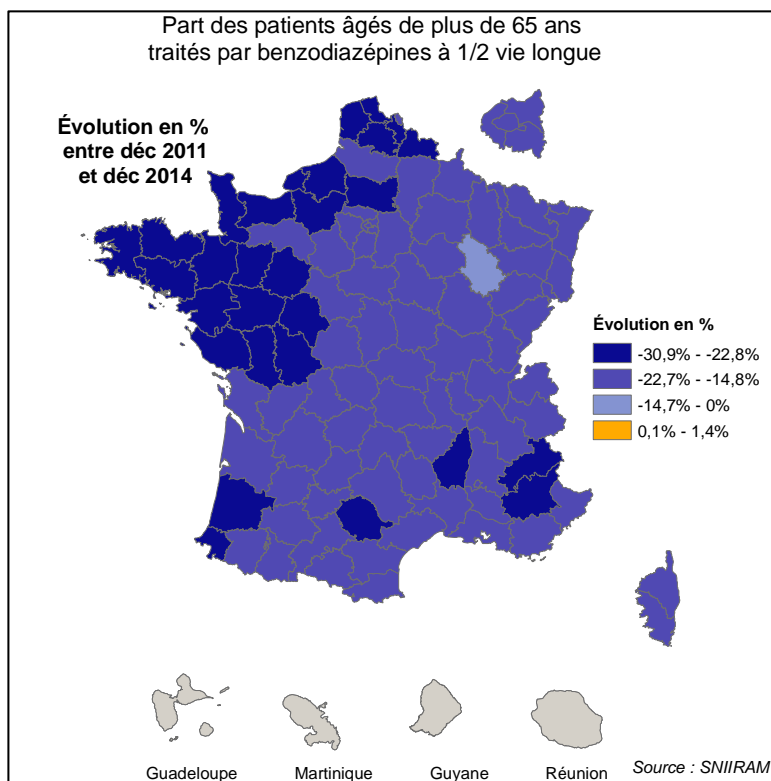 Part des patients âgés de plus de 65 ans
traités par benzodiazépines à 1/2 vie longue
Évolution en %
entre déc 2011
et déc 2014
Évolution en %
-30,9% - -22,8%
-22,7% - -14,8%
-14,7% - 0%
0,1% - 1,4%
Guadeloupe
Martinique
Guyane
Réunion
Source : SNIIRAM